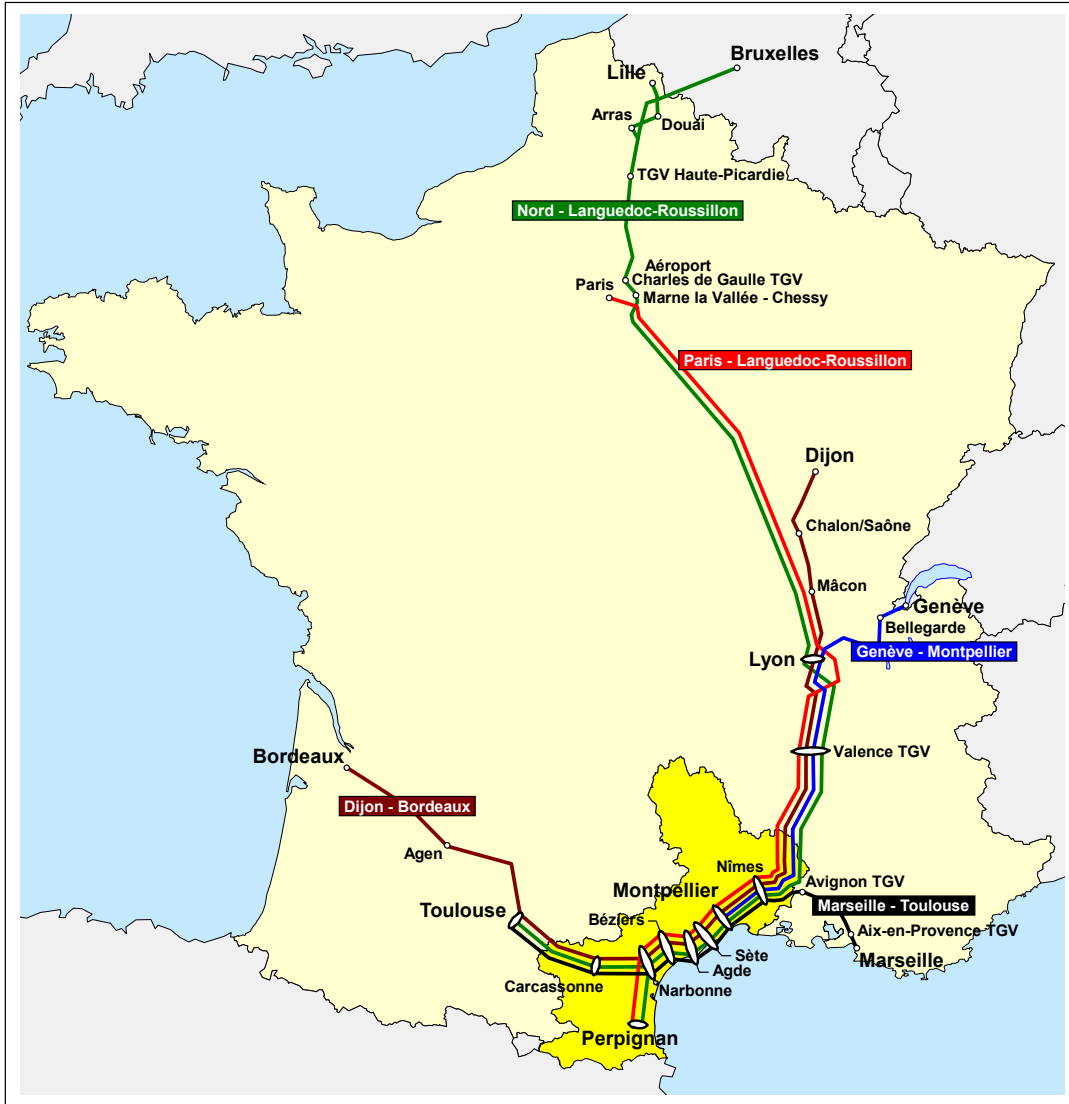 Bruxelles
Lille
Arras
Douai
TGV Haute-Picardie
Nord - Languedoc-Roussillon
Aéroport
Charles de Gaulle TGV
Paris
Marne la Vallée - Chessy
Paris - Languedoc-Roussillon
Dijon
Chalon/Saône
Mâcon
Genève
Bellegarde
Genève - Montpellier
Lyon
Valence TGV
Bordeaux
Dijon - Bordeaux
Agen
Nîmes
Avignon TGV
Montpellier
Marseille - Toulouse
Toulouse
Béziers
Aix-en-Provence TGV
Sète
Marseille
Agde
Carcassonne
Narbonne
Perpignan